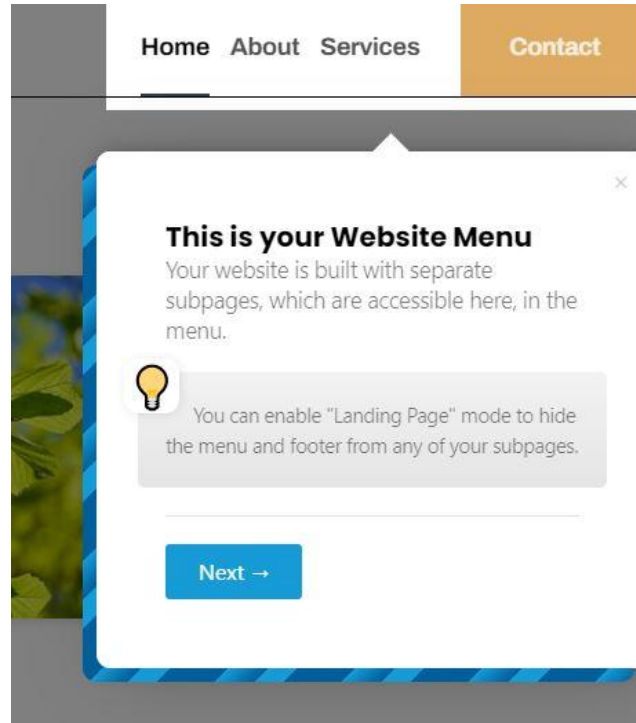 Home About Services Contact
×
This is your Website Menu
Your website is built with separate
subpages, which are accessible here, in the
menu.
You can enable "Landing Page" mode to hide
the menu and footer from any of your subpages.
Next →